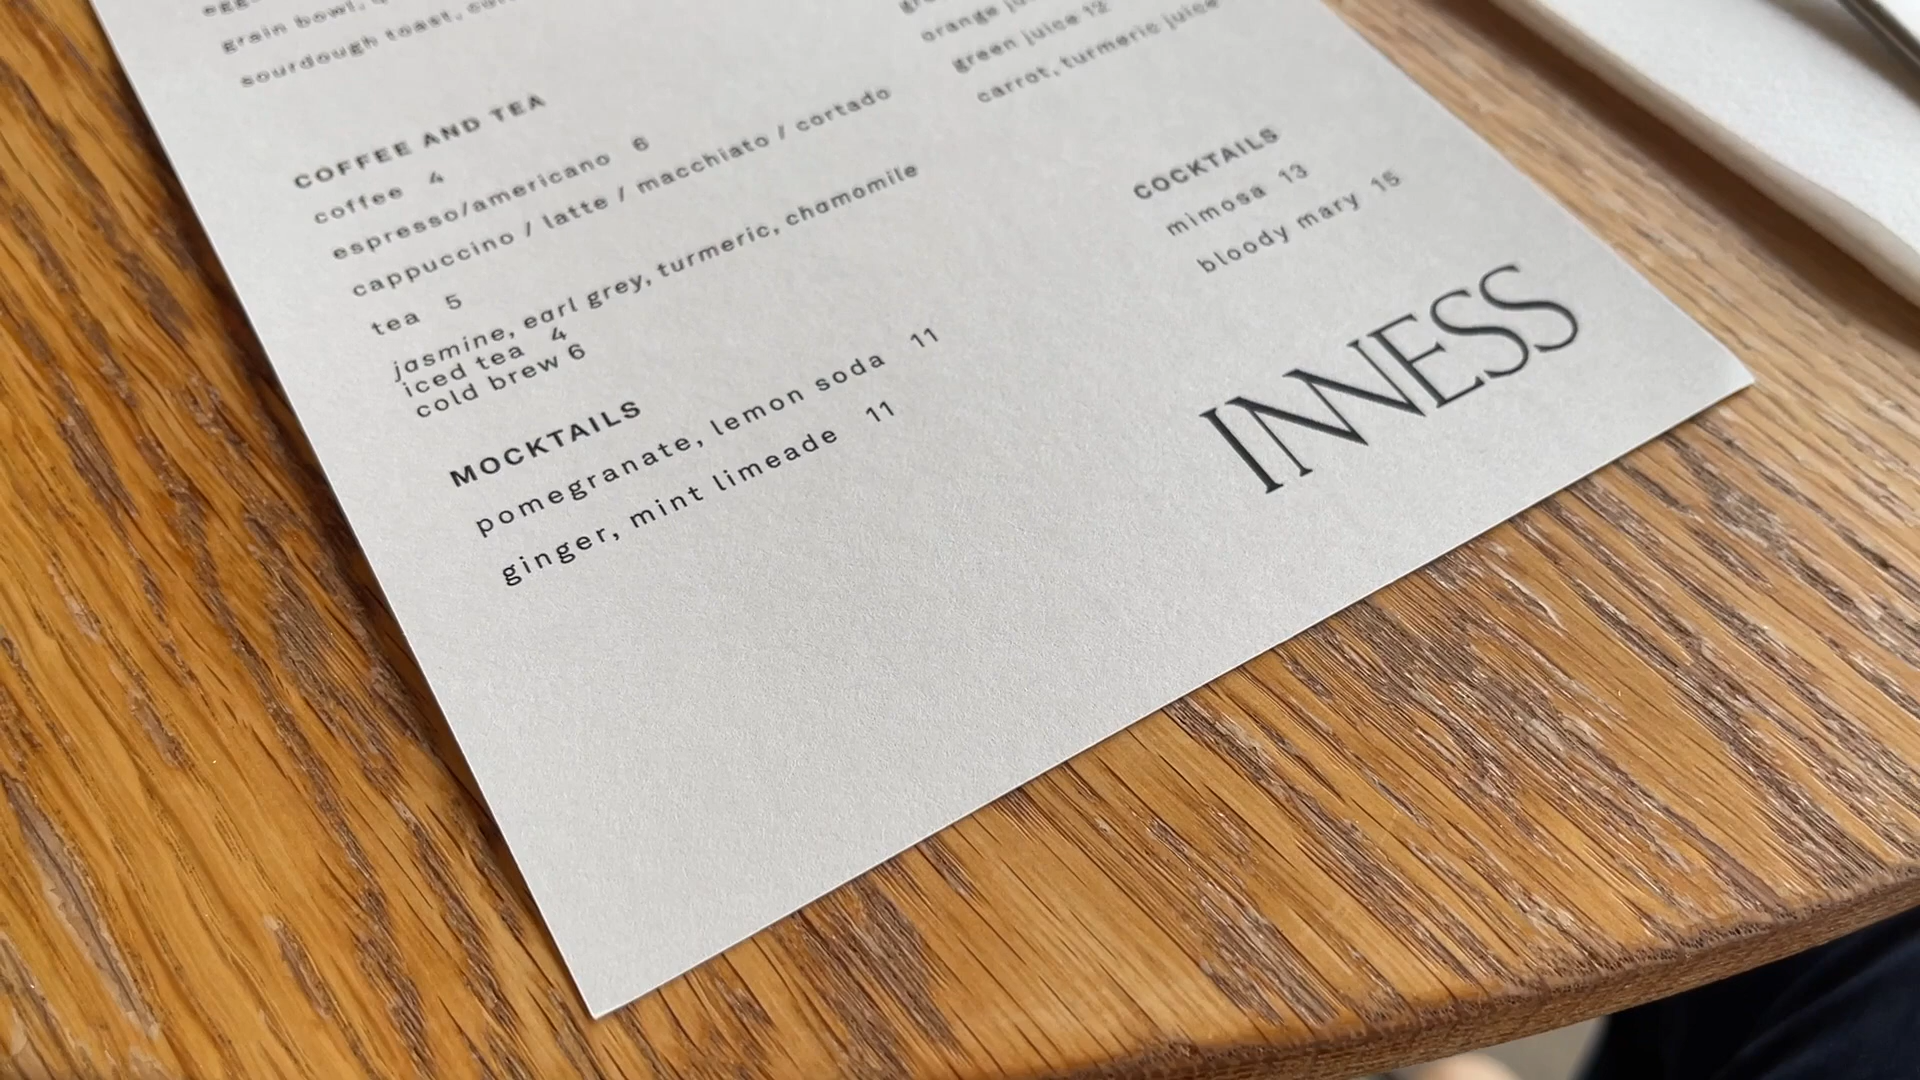 grain bowl,
sourdough toast,
COFFEE AND TEA
coffee 4
espresso/americano 6
cappuccino / latte / macchiato / cortado
tea 5
jasmine, earl grey, turmeric, chamomile
iced tea 4
cold brew 6
MOCKTAILS
pomegranate, lemon soda 11
ginger, mint limeade 11
orange
green juice 12
carrot, turmeric juice
COCKTAILS
mimosa 13
bloody mary 15
INNESS